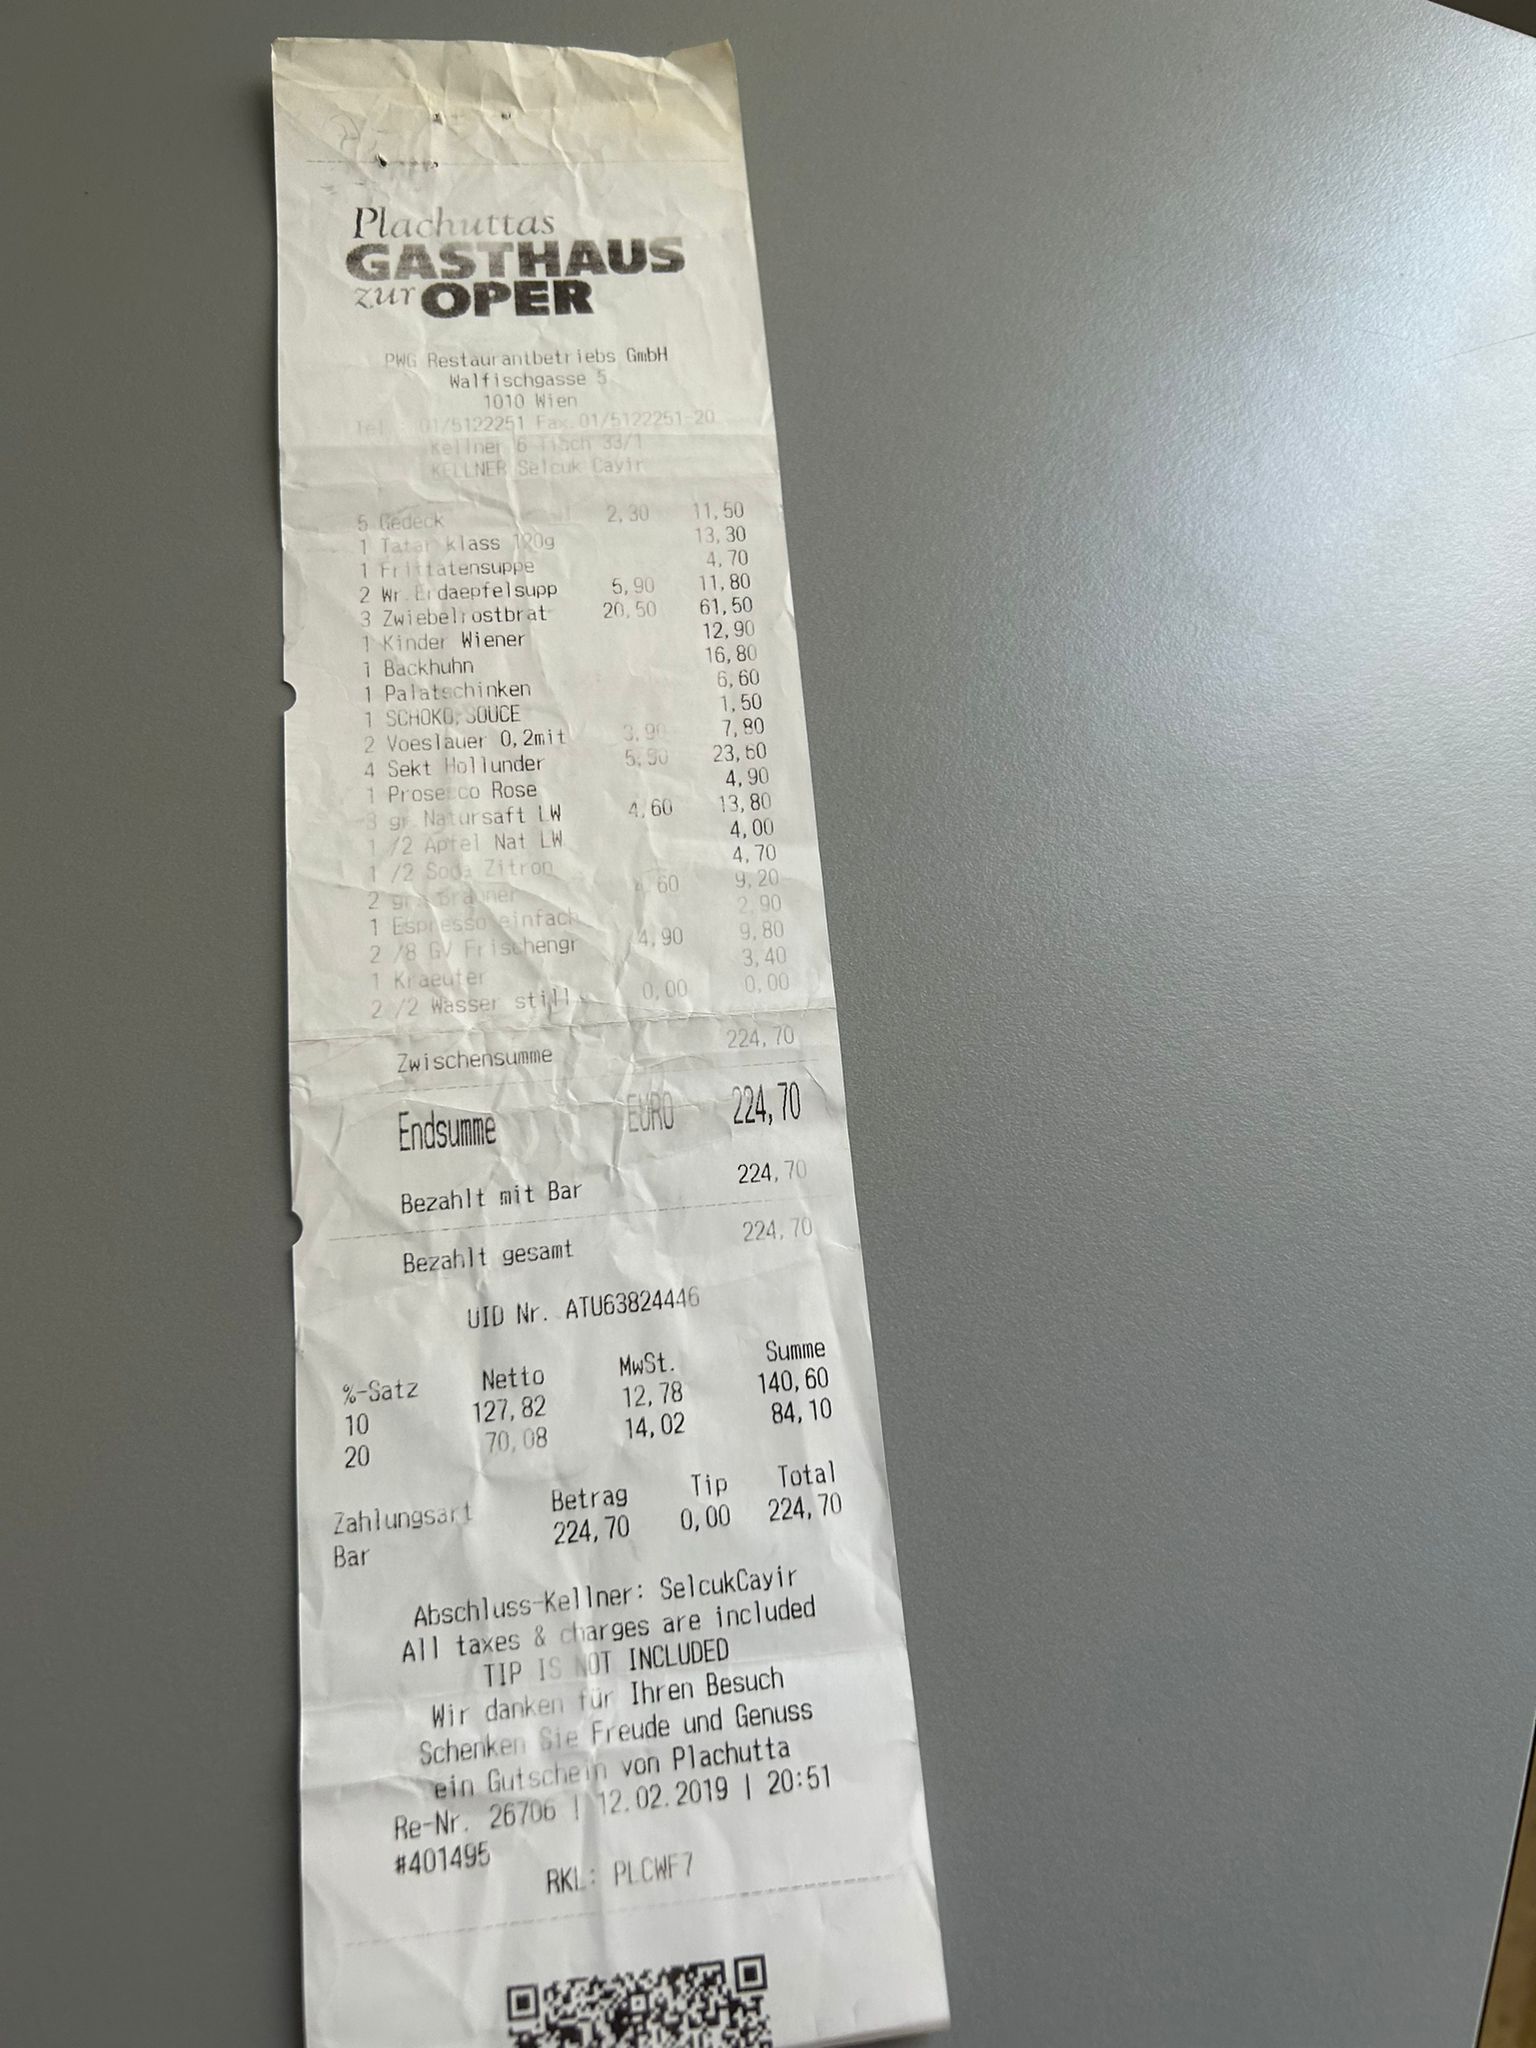 Plachuttas
GASTHAUS
zur OPER
PWG Restaurantbetriebs GmbH
Walfischgasse 5
1010 Wien
Tel.: 01/5122251 Fax.01/5122251-20
Kellner 6 Tisch 33/1
KELLNER Selcuk Cayir
5 Gedeck 2,30 11,50
1 Tatar klass 120g 13,30
1 Frittatensuppe 4,70
2 Wr.Erdaepfelsupp 5,90 11,80
3 Zwiebelrostbrat 20,50 61,50
1 Kinder Wiener 12,90
1 Backhuhn 16,80
1 Palatschinken 6,60
1 SCHOKO.SOUCE 1,50
2 Voeslauer 0,2mit 3,90 7,80
4 Sekt Hollunder 5,90 23,60
1 Prosecco Rose 4,90
3 gr Natursaft LW 4,60 13,80
1 /2 Apfel Nat LW 4,00
1 /2 Soda Zitron 4,70
2 gr. Brauner 4,60 9,20
1 Espresso einfach 2,90
2 /8 GV Frischengr 4,90 9,80
1 Kraeuter 3,40
2 /2 Wasser still 0,00 0,00
Zwischensumme 224,70
Endsumme EURO 224,70
Bezahlt mit Bar 224,70
Bezahlt gesamt 224,70
UID Nr. ATU63824446
%-Satz Netto MwSt. Summe
10 127,82 12,78 140,60
20 70,08 14,02 84,10
Zahlungsart Betrag Tip Total
Bar 224,70 0,00 224,70
Abschluss-Kellner: SelcukCayir
All taxes & charges are included
TIP IS NOT INCLUDED
Wir danken für Ihren Besuch
Schenken Sie Freude und Genuss
ein Gutschein von Plachutta
Re-Nr. 26706 | 12.02.2019 | 20:51
#401495
RKL: PLCWF7